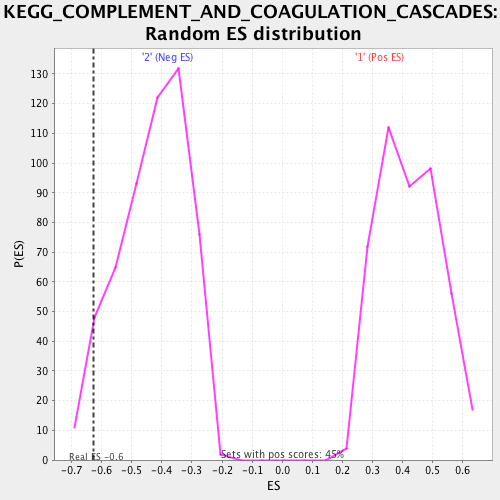 KEGG_COMPLEMENT_AND_COAGULATION_CASCADES:
Random ES distribution
'2' (Neg ES)
'1' (Pos ES)
130
120
110
100
90
80
70
60
50
40
30
20
10
0
P(ES)
Real ES -0.6
Sets with pos scores: 45%
-0.7 -0.6 -0.5 -0.4 -0.3 -0.2 -0.1 0.0 0.1 0.2 0.3 0.4 0.5 0.6
ES